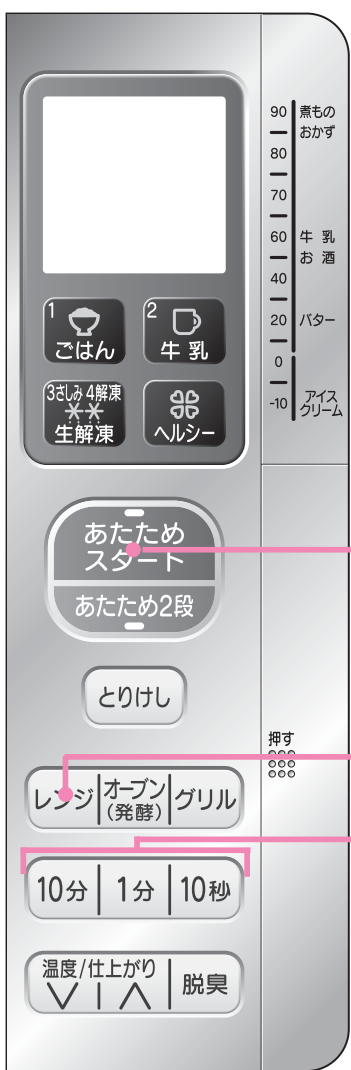 90 煮もの
おかず
80
70
60 牛乳
お酒
40
20 バター
0
-10 アイス
クリーム
1 ごはん
2 牛乳
3さしみ 4解凍
生解凍
ヘルシー
あたため
スタート
あたため2段
とりけし
押す
レンジ
オーブン
(発酵)
グリル
10分
1分
10秒
温度/仕上がり
脱臭